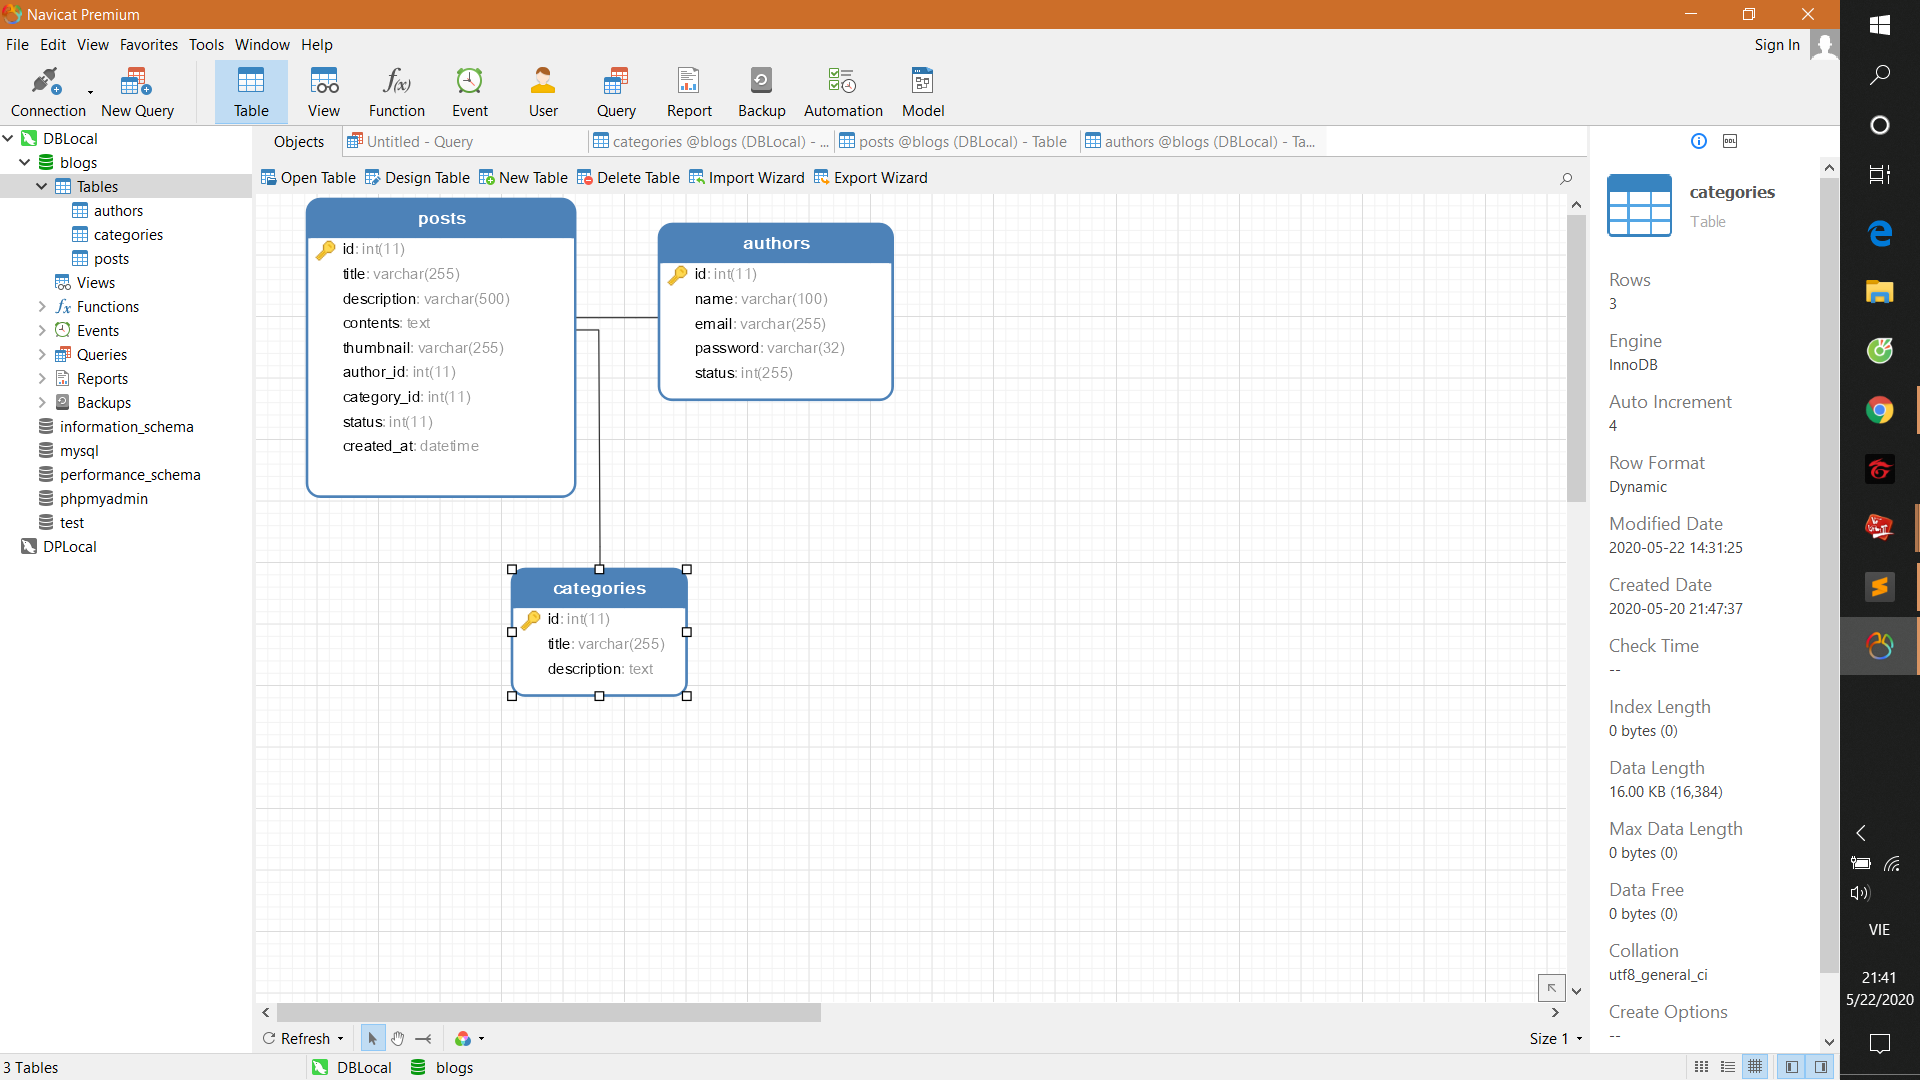 Navicat Premium
File Edit View Favorites Tools Window Help
Sign In
Connection New Query Table View Function Event User Query Report Backup Automation Model
DBLocal
blogs
Tables
authors
categories
posts
Views
Functions
Events
Queries
Reports
Backups
information_schema
mysql
performance_schema
phpmyadmin
test
DPLocal
Objects Untitled - Query categories @blogs (DBLocal) - ... posts @blogs (DBLocal) - Table authors @blogs (DBLocal) - Ta...
Open Table Design Table New Table Delete Table Import Wizard Export Wizard
posts
id: int(11)
title: varchar(255)
description: varchar(500)
contents: text
thumbnail: varchar(255)
author_id: int(11)
category_id: int(11)
status: int(11)
created_at: datetime
authors
id: int(11)
name: varchar(100)
email: varchar(255)
password: varchar(32)
status: int(255)
categories
id: int(11)
title: varchar(255)
description: text
DDL
categories
Table
Rows
3
Engine
InnoDB
Auto Increment
4
Row Format
Dynamic
Modified Date
2020-05-22 14:31:25
Created Date
2020-05-20 21:47:37
Check Time
--
Index Length
0 bytes (0)
Data Length
16.00 KB (16,384)
Max Data Length
0 bytes (0)
Data Free
0 bytes (0)
Collation
utf8_general_ci
Create Options
--
Refresh
Size 1
3 Tables DBLocal blogs
VIE
21:41
5/22/2020